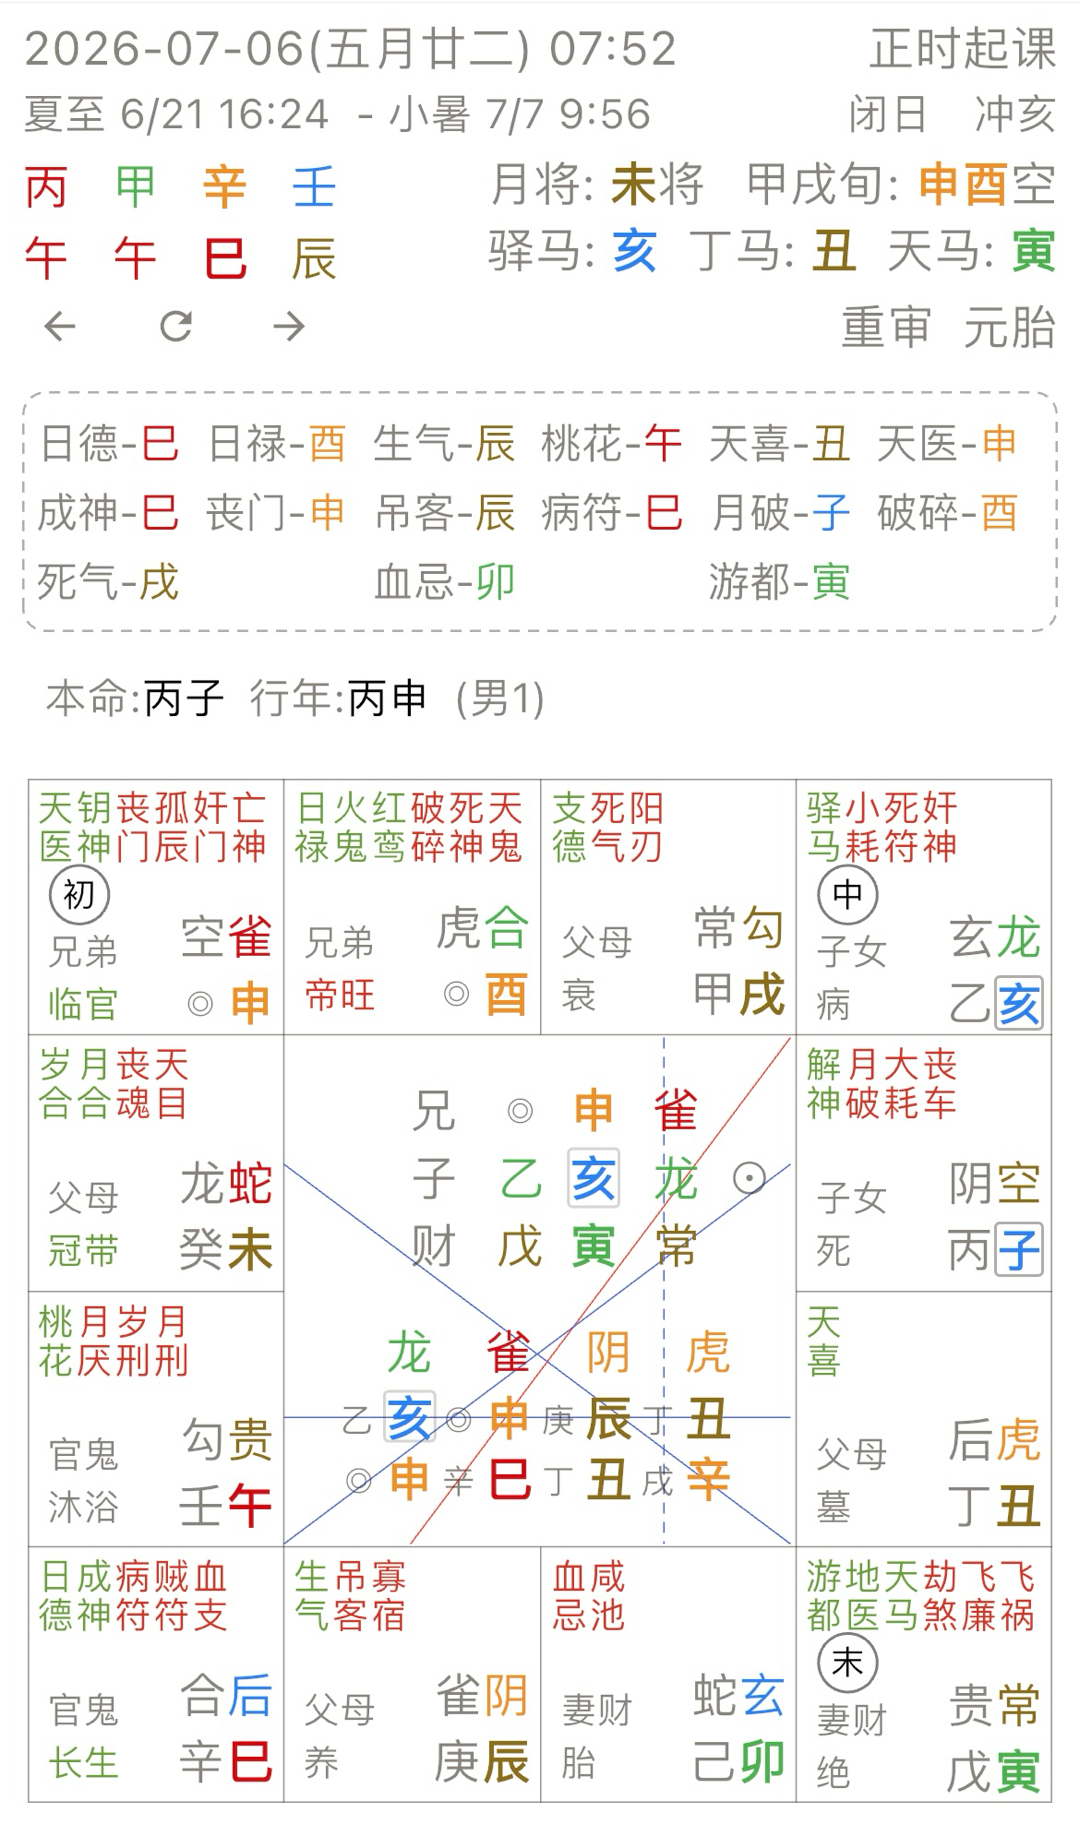 2026-07-06(五月廿二) 07:52 正时起课
夏至 6/21 16:24 - 小暑 7/7 9:56 闭日 冲亥
丙 甲 辛 壬 月将: 未将 甲戌旬: 申酉空
午 午 巳 辰 驿马: 亥 丁马: 丑 天马: 寅
← → 重审 元胎
日德-巳 日禄-酉 生气-辰 桃花-午 天喜-丑 天医-申
成神-巳 丧门-申 吊客-辰 病符-巳 月破-子 破碎-酉
死气-戌 血忌-卯 游都-寅
本命:丙子 行年:丙申 (男1)
天钥丧孤奸亡
医神门辰门神
初
空雀
兄弟
临官 ◎ 申
日火红破死天
禄鬼鸾碎神鬼
虎合
兄弟
帝旺 ◎ 酉
支死阳
德气刃
常勾
父母
衰 甲戌
驿小死奸
马耗符神
中
玄龙
子女
病 乙亥
岁月丧天
合合魂目
龙蛇
父母
冠带 癸未
兄 ◎ 申 雀
子 乙 亥 龙 ⊙
财 戊 寅 常
龙 雀 阴 虎
乙 亥 ◎ 申 庚 辰 丁 丑
◎ 申 辛 巳 丁 丑 戌 辛
解月大丧
神破耗车
阴空
子女
死 丙子
桃月岁月
花厌刑刑
勾贵
官鬼
沐浴 壬午
天
喜
后虎
父母
墓 丁丑
日成病贼血
德神符符支
合后
官鬼
长生 辛巳
生吊寡
气客宿
雀阴
父母
养 庚辰
血咸
忌池
蛇玄
妻财
胎 己卯
游地天劫飞飞
都医马煞廉祸
末
贵常
妻财
绝 戊寅